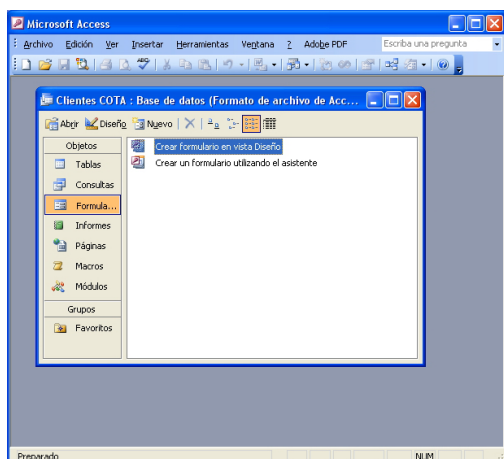 Microsoft Access
Archivo Edición Ver Insertar Herramientas Ventana ? Adobe PDF Escriba una pregunta
Clientes COTA : Base de datos (Formato de archivo de Acc...
Abrir Diseño Nuevo
Objetos
Tablas
Consultas
Formula...
Informes
Páginas
Macros
Módulos
Grupos
Favoritos
Crear formulario en vista Diseño
Crear un formulario utilizando el asistente
Preparado NUM